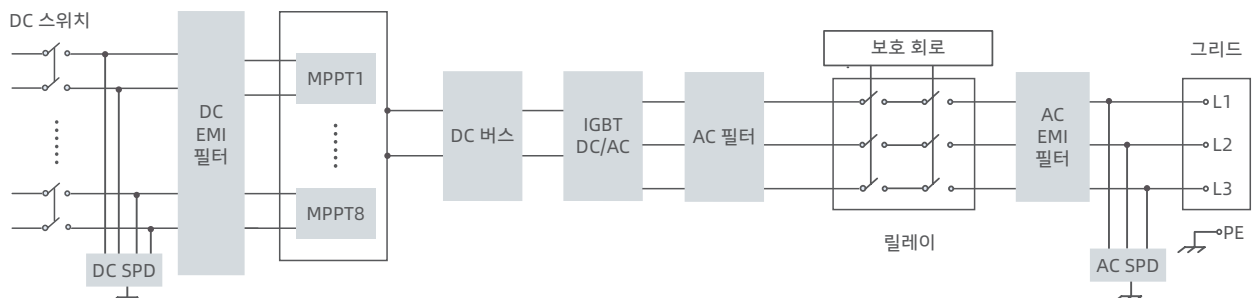 DC 스위치
DC SPD
DC
EMI
필터
MPPT1
MPPT8
DC 버스
IGBT
DC/AC
AC 필터
보호 회로
릴레이
AC
EMI
필터
그리드
L1
L2
L3
PE
AC SPD